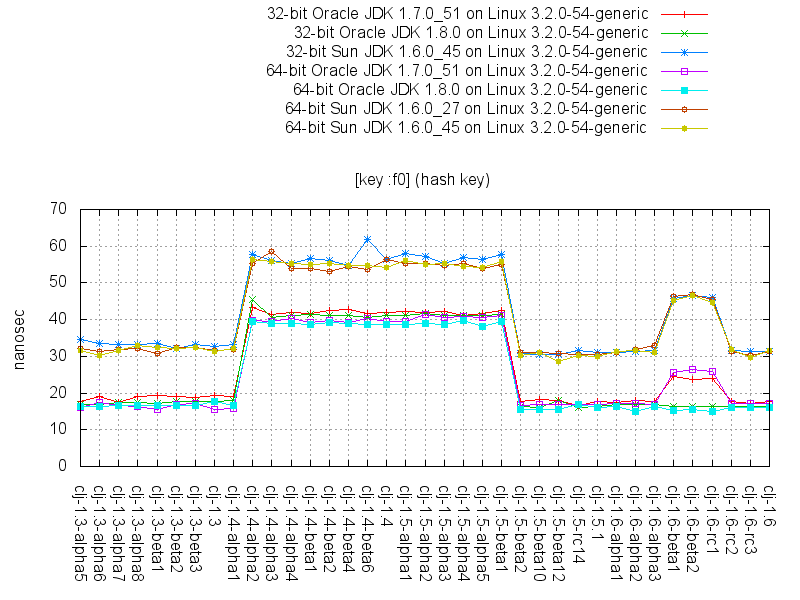 32-bit Oracle JDK 1.7.0_51 on Linux 3.2.0-54-generic
32-bit Oracle JDK 1.8.0 on Linux 3.2.0-54-generic
32-bit Sun JDK 1.6.0_45 on Linux 3.2.0-54-generic
64-bit Oracle JDK 1.7.0_51 on Linux 3.2.0-54-generic
64-bit Oracle JDK 1.8.0 on Linux 3.2.0-54-generic
64-bit Sun JDK 1.6.0_27 on Linux 3.2.0-54-generic
64-bit Sun JDK 1.6.0_45 on Linux 3.2.0-54-generic
[key :f0] (hash key)
nanosec
70
60
50
40
30
20
10
0
clj-1.3-alpha5
clj-1.3-alpha6
clj-1.3-alpha7
clj-1.3-alpha8
clj-1.3-beta1
clj-1.3-beta2
clj-1.3-beta3
clj-1.3
clj-1.4-alpha1
clj-1.4-alpha2
clj-1.4-alpha3
clj-1.4-alpha4
clj-1.4-beta1
clj-1.4-beta2
clj-1.4-beta4
clj-1.4-beta6
clj-1.4
clj-1.5-alpha1
clj-1.5-alpha2
clj-1.5-alpha3
clj-1.5-alpha4
clj-1.5-alpha5
clj-1.5-beta1
clj-1.5-beta2
clj-1.5-beta10
clj-1.5-beta12
clj-1.5-rc14
clj-1.5.1
clj-1.6-alpha1
clj-1.6-alpha2
clj-1.6-alpha3
clj-1.6-beta1
clj-1.6-beta2
clj-1.6-rc1
clj-1.6-rc2
clj-1.6-rc3
clj-1.6